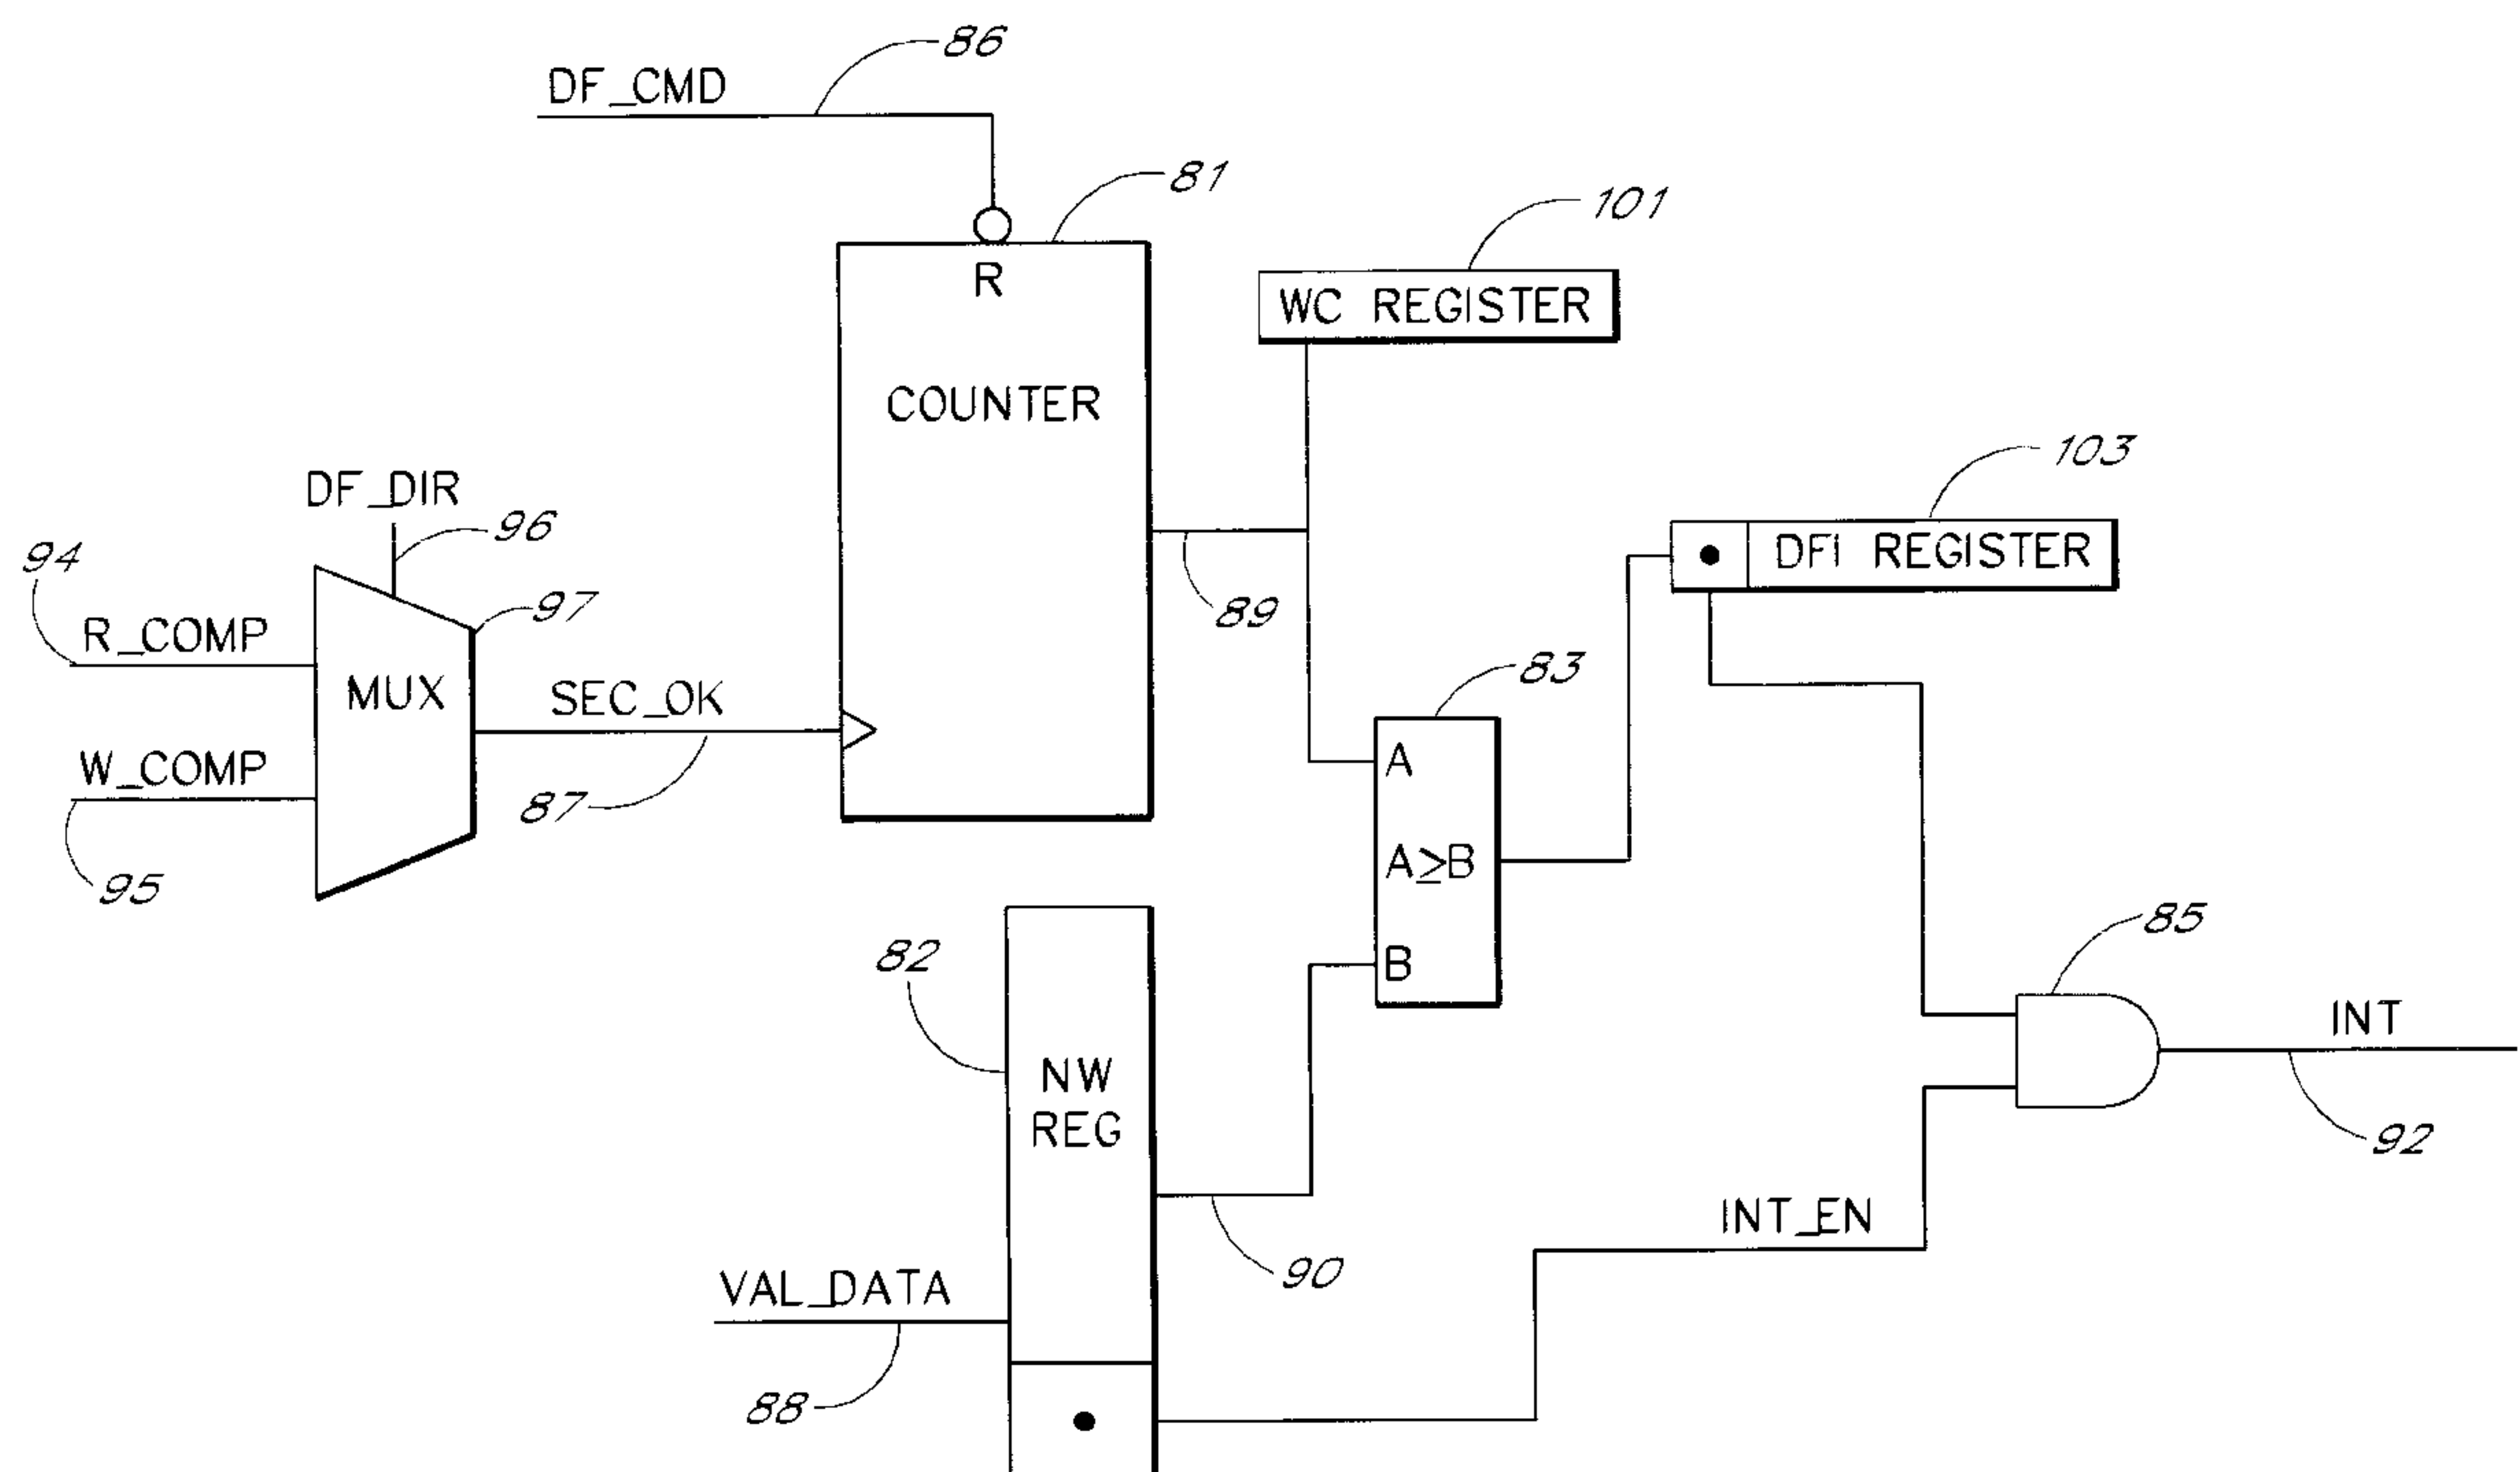 86
DF_CMD
81
101
R
WC REGISTER
COUNTER
103
DF_DIR
96
94
DFI REGISTER
97
89
R_COMP
83
MUX
SEC_OK
W_COMP
A
87
95
A≥B
85
82
B
INT
NW
REG
92
INT_EN
90
VAL_DATA
88